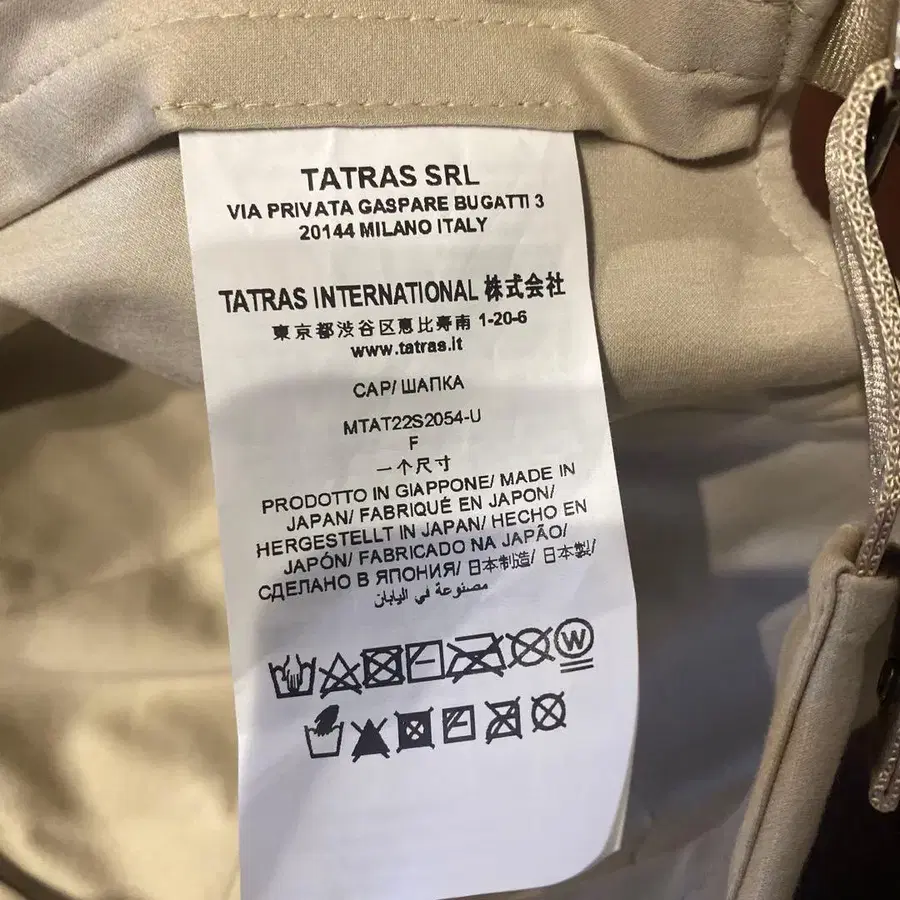 TATRAS SRL
VIA PRIVATA GASPARE BUGATTI 3
20144 MILANO ITALY
TATRAS INTERNATIONAL 株式会社
東京都渋谷区恵比寿南 1-20-6
www.tatras.it
CAP/ ШАПКА
MTAT22S2054-U
F
一个尺寸
PRODOTTO IN GIAPPONE/ MADE IN
JAPAN/ FABRIQUÉ EN JAPON/
HERGESTELLT IN JAPAN/ HECHO EN
JAPÓN/ FABRICADO NA JAPÃO/
СДЕЛАНО В ЯПОНИЯ/ 日本制造/ 日本製/
مصنوعة في اليابان
W